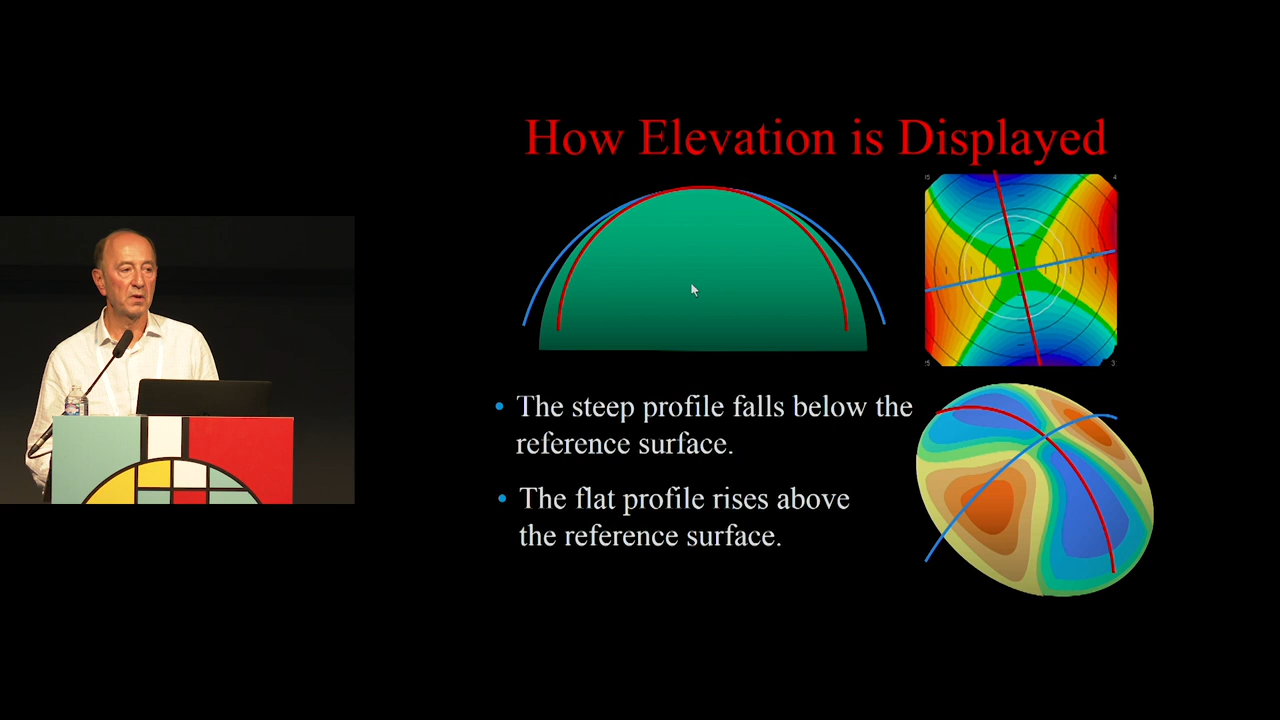 How Elevation is Displayed
• The steep profile falls below the
reference surface.
• The flat profile rises above
the reference surface.